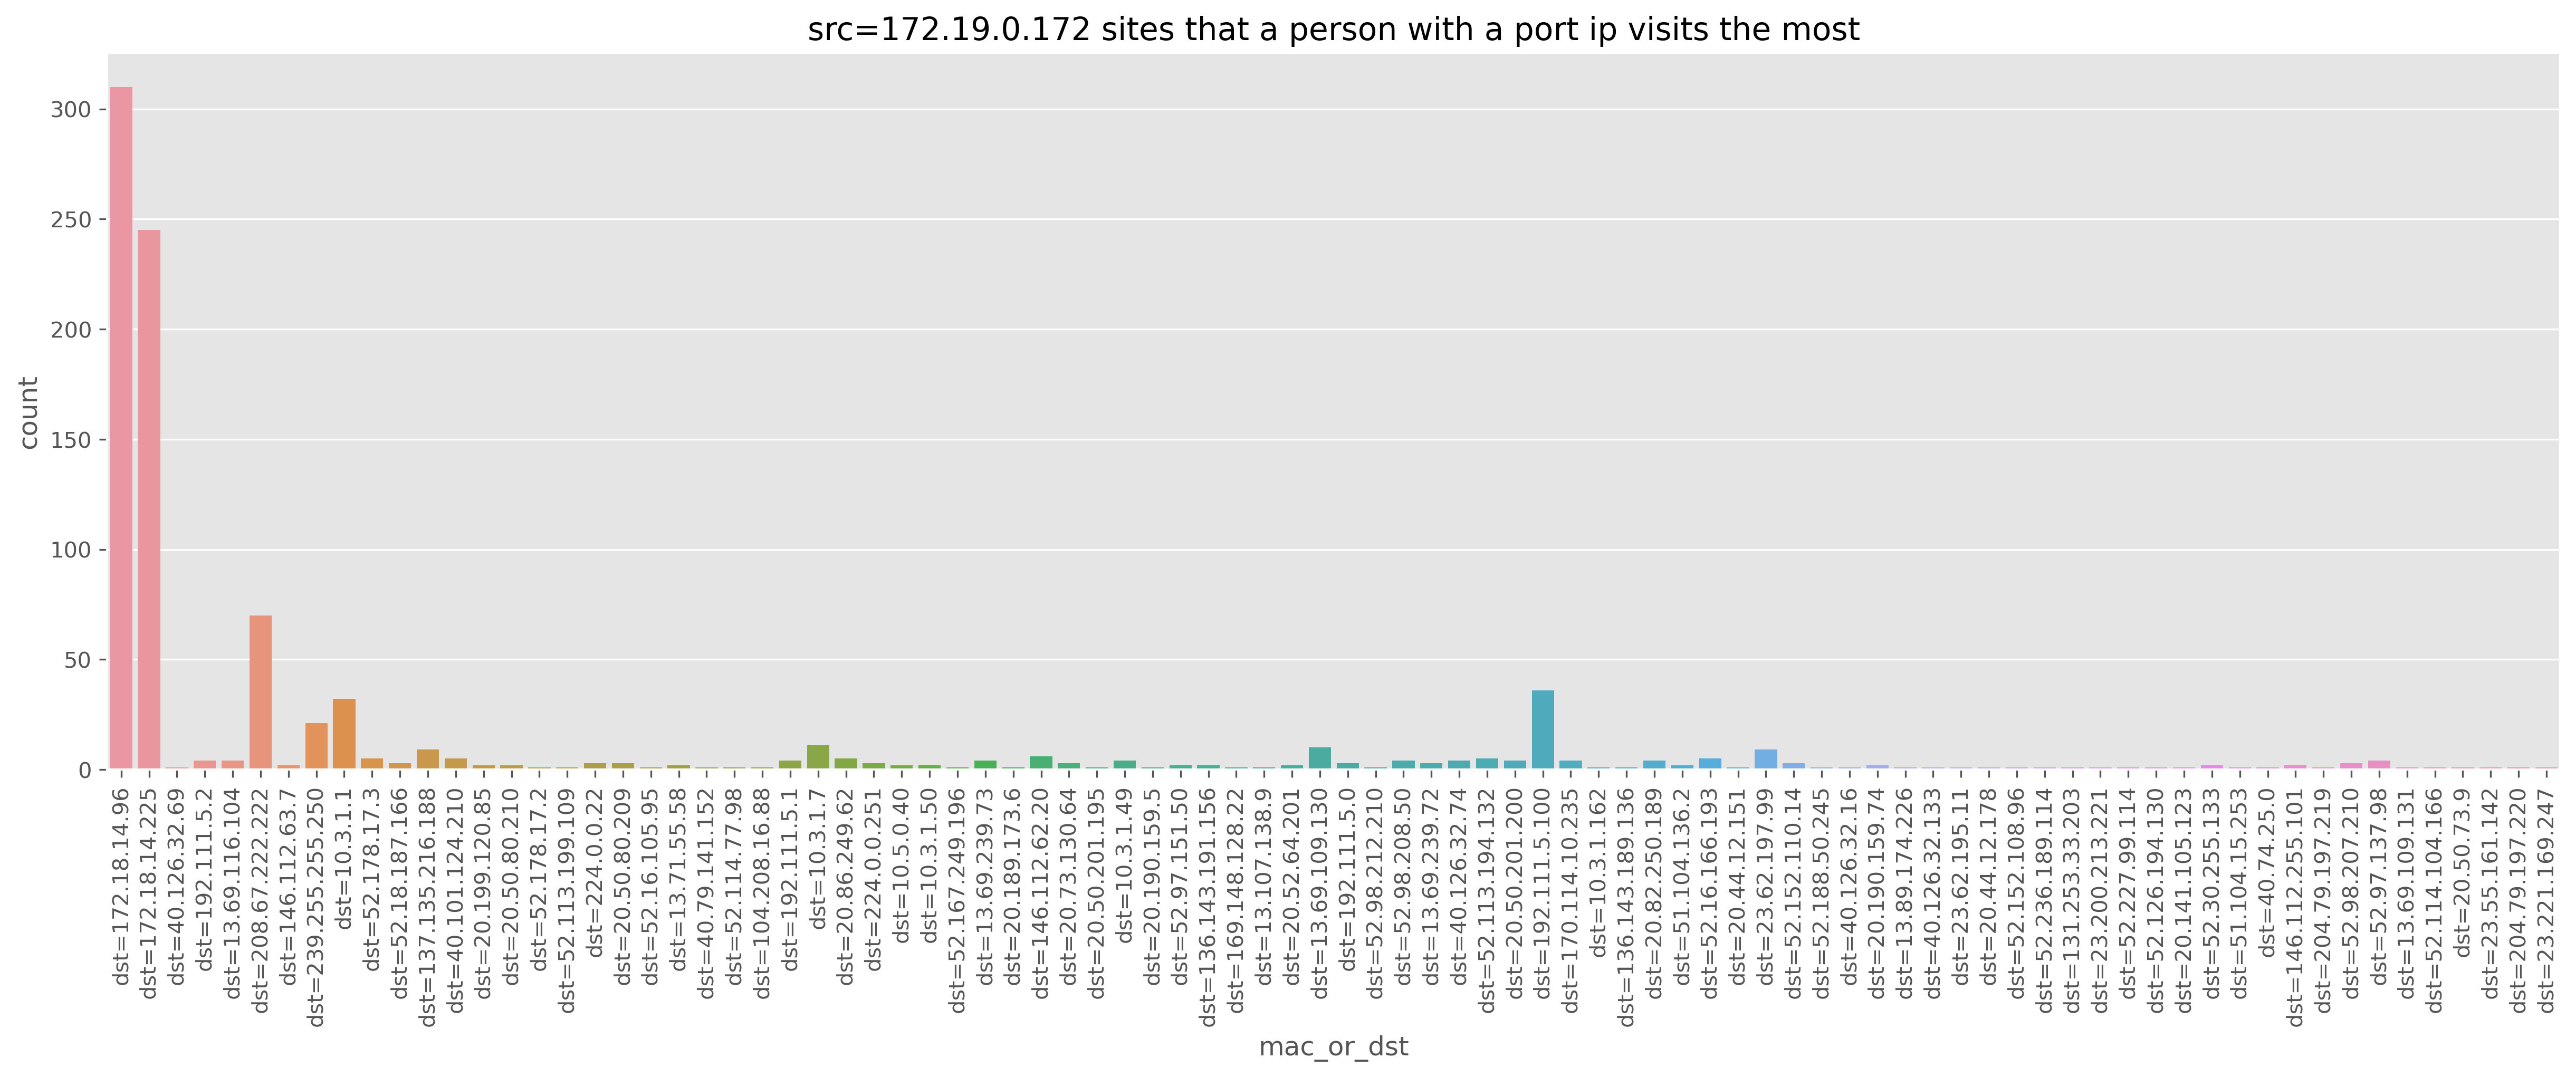 src=172.19.0.172 sites that a person with a port ip visits the most
count
300
250
200
150
100
50
0
dst=172.18.14.96
dst=172.18.14.225
dst=40.126.32.69
dst=192.111.5.2
dst=13.69.116.104
dst=208.67.222.222
dst=146.112.63.7
dst=239.255.255.250
dst=10.3.1.1
dst=52.178.17.3
dst=52.18.187.166
dst=137.135.216.188
dst=40.101.124.210
dst=20.199.120.85
dst=20.50.80.210
dst=52.178.17.2
dst=52.113.199.109
dst=224.0.0.22
dst=20.50.80.209
dst=52.16.105.95
dst=13.71.55.58
dst=40.79.141.152
dst=52.114.77.98
dst=104.208.16.88
dst=192.111.5.1
dst=10.3.1.7
dst=20.86.249.62
dst=224.0.0.251
dst=10.5.0.40
dst=10.3.1.50
dst=52.167.249.196
dst=13.69.239.73
dst=20.189.173.6
dst=146.112.62.20
dst=20.73.130.64
dst=20.50.201.195
dst=10.3.1.49
dst=20.190.159.5
dst=52.97.151.50
dst=136.143.191.156
dst=169.148.128.22
dst=13.107.138.9
dst=20.52.64.201
dst=13.69.109.130
dst=192.111.5.0
dst=52.98.212.210
dst=52.98.208.50
dst=13.69.239.72
dst=40.126.32.74
dst=52.113.194.132
dst=20.50.201.200
dst=192.111.5.100
dst=170.114.10.235
dst=10.3.1.162
dst=136.143.189.136
dst=20.82.250.189
dst=51.104.136.2
dst=52.16.166.193
dst=20.44.12.151
dst=23.62.197.99
dst=52.152.110.14
dst=52.188.50.245
dst=40.126.32.16
dst=20.190.159.74
dst=13.89.174.226
dst=40.126.32.133
dst=23.62.195.11
dst=20.44.12.178
dst=52.152.108.96
dst=52.236.189.114
dst=131.253.33.203
dst=23.200.213.221
dst=52.227.99.114
dst=52.126.194.130
dst=20.141.105.123
dst=52.30.255.133
dst=51.104.15.253
dst=40.74.25.0
dst=146.112.255.101
dst=204.79.197.219
dst=52.98.207.210
dst=52.97.137.98
dst=13.69.109.131
dst=52.114.104.166
dst=20.50.73.9
dst=23.55.161.142
dst=204.79.197.220
dst=23.221.169.247
mac_or_dst